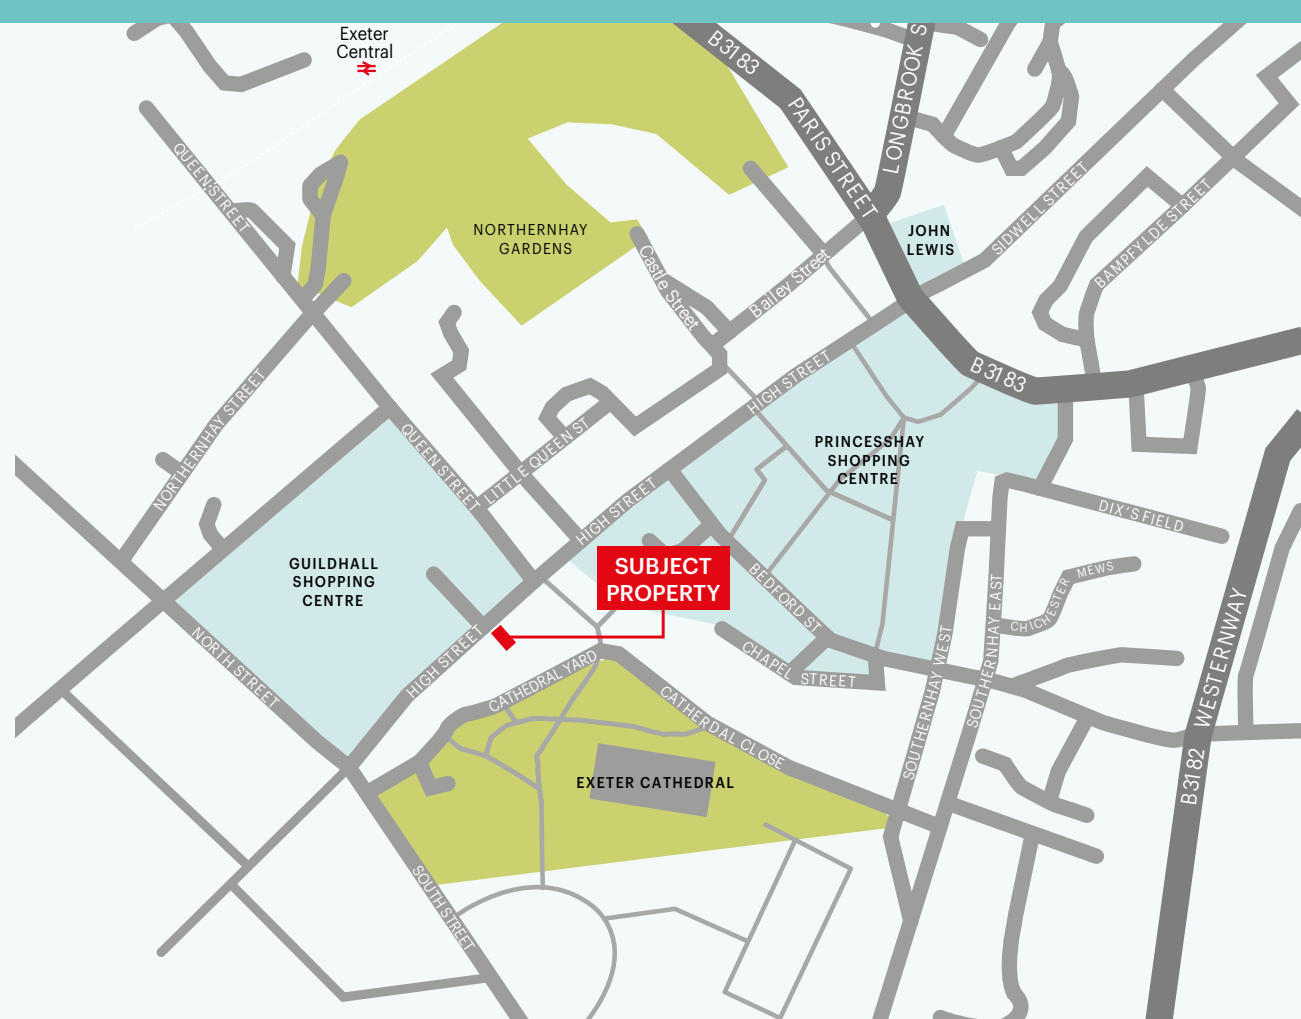 Exeter
Central
B3183
PARIS STREET
LONGBROOK S
QUEEN STREET
NORTHERNHAY
GARDENS
JOHN
LEWIS
SIDWELL STREET
BAMPFYLDE STREET
Castle Street
Bailey Street
HIGH STREET
B3183
NORTHERNHAY STREET
QUEEN STREET
LITTLE QUEEN ST
HIGH STREET
PRINCESSHAY
SHOPPING
CENTRE
DIX'S FIELD
GUILDHALL
SHOPPING
CENTRE
SUBJECT
PROPERTY
BEDFORD ST
CHICHESTER MEWS
NORTH STREET
HIGH STREET
CATHEDRAL YARD
CHAPEL STREET
CATHERDAL CLOSE
SOUTHERNHAY WEST
SOUTHERNHAY EAST
B3182 WESTERNWAY
EXETER CATHEDRAL
SOUTH STREET